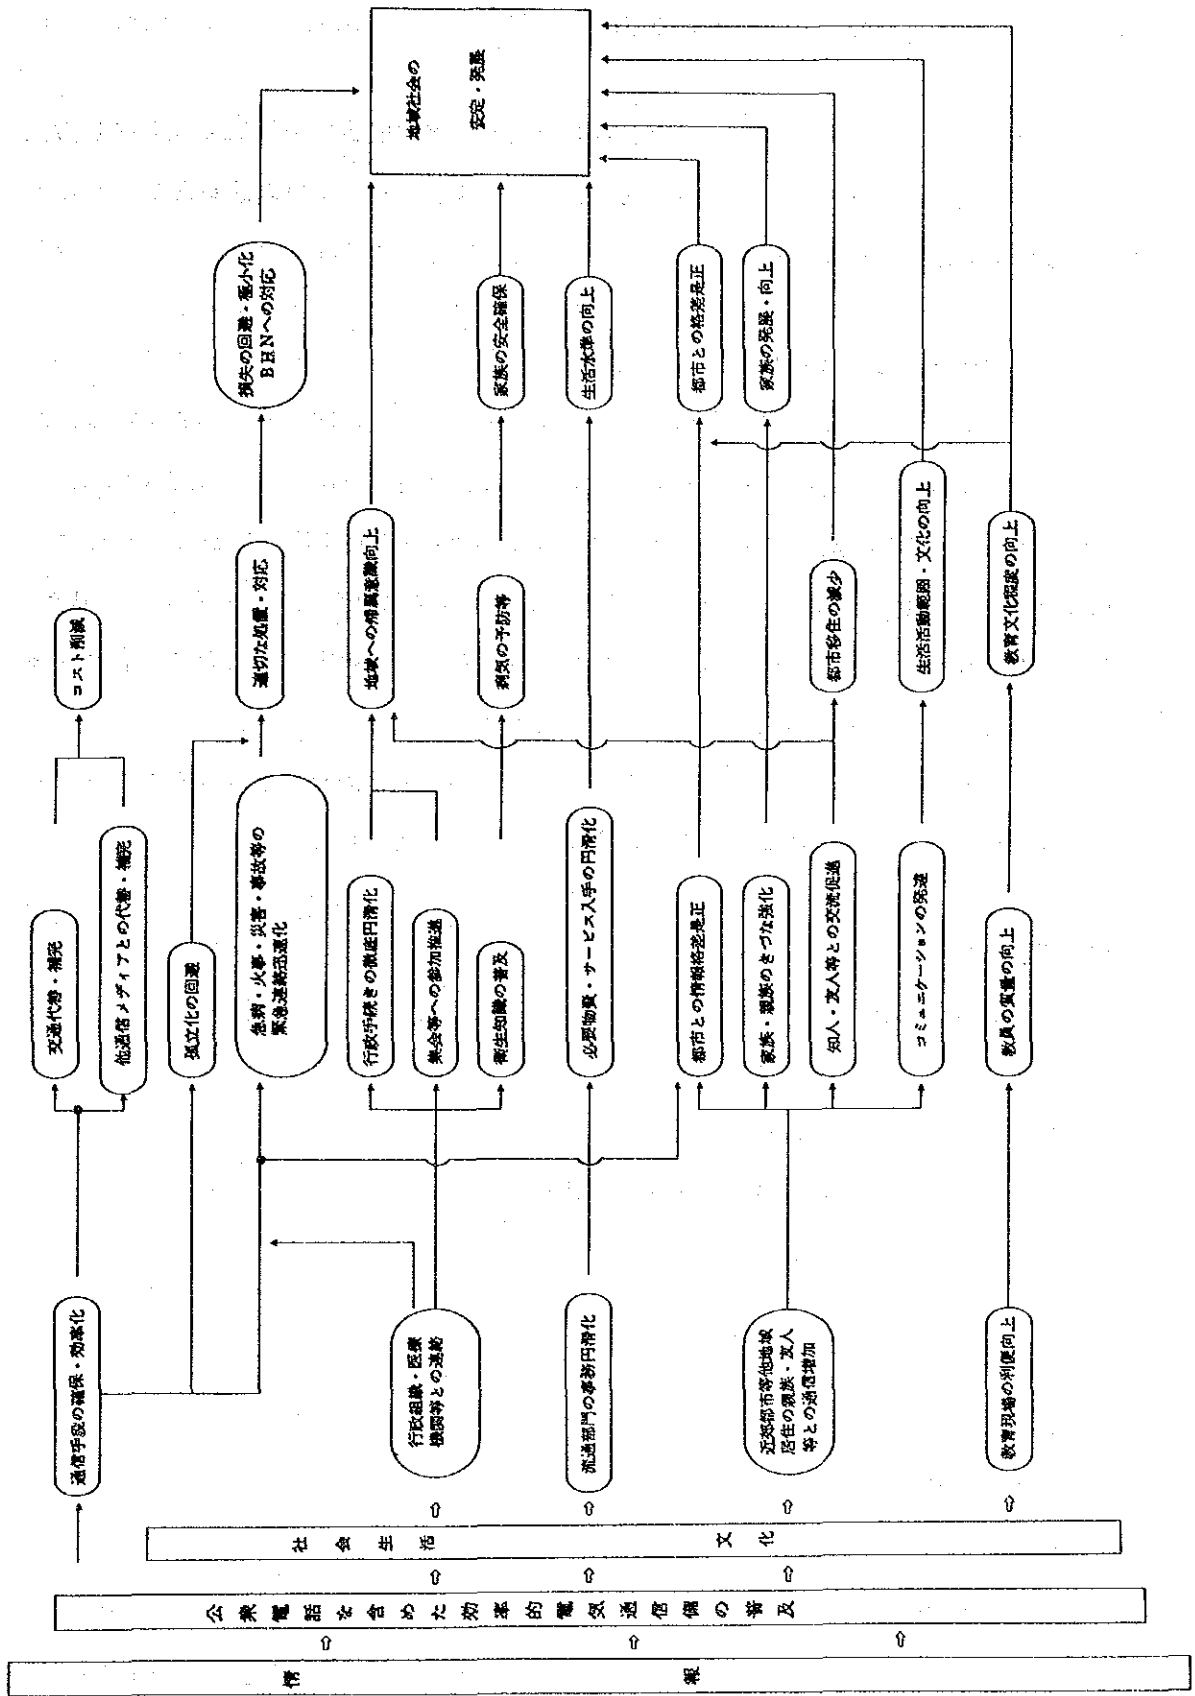 情報
公衆電話を含めた効率的電気通信備の普及
社会生活
文化
通信手段の確保・効率化
行政組織・医療
機関等との連絡
流通部門の事務円滑化
近郊都市等他地域
居住の親族・友人
等との通信増加
教育現場の利便向上
交通代替・補完
他通信メディアとの代替・補完
孤立化の回避
急病・火事・災害・事故等の
緊急連絡迅速化
行政手続きの徹底円滑化
集会等への参加推進
衛生知識の普及
必要物資・サービス入手の円滑化
都市との情報格差是正
家族・親族のきづな強化
知人・友人等との交流促進
コミュニケーションの発達
教員の質量の向上
コスト削減
適切な処置・対応
地域への帰属意識向上
病気の予防等
都市移住の減少
生活活動範囲・文化の向上
教育文化程度の向上
損失の回避・極小化
BHNへの対応
家族の安全確保
生活水準の向上
都市との格差是正
家族の発展・向上
地域社会の
安定・発展